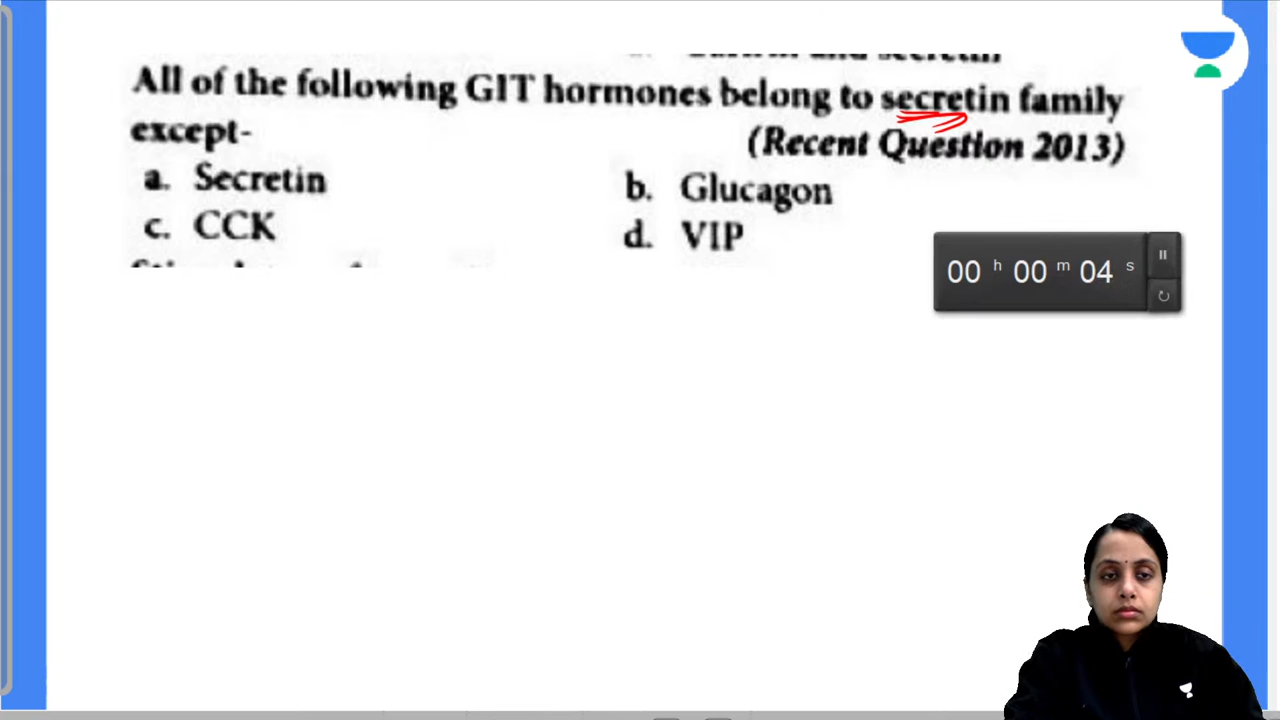 All of the following GIT hormones belong to secretin family
except- (Recent Question 2013)
a. Secretin b. Glucagon
c. CCK d. VIP
00 h 00 m 04 s